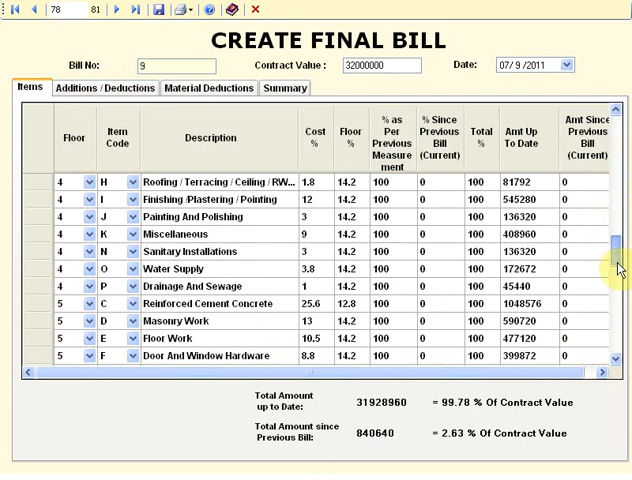 78 81
CREATE FINAL BILL
Bill No: 9 Contract Value : 32000000 Date: 07/ 9 /2011
Items Additions / Deductions Material Deductions Summary
Floor Item Code Description Cost % Floor % % as Per Previous Measure ment % Since Previous Bill (Current) Total % Amt Up To Date Amt Since Previous Bill (Current)
4 H Roofing / Terracing / Ceiling / RW... 1.8 14.2 100 0 100 81792 0
4 I Finishing /Plastering / Pointing 12 14.2 100 0 100 545280 0
4 J Painting And Polishing 3 14.2 100 0 100 136320 0
4 K Miscellaneous 9 14.2 100 0 100 408960 0
4 N Sanitary Installations 3 14.2 100 0 100 136320 0
4 O Water Supply 3.8 14.2 100 0 100 172672 0
4 P Drainage And Sewage 1 14.2 100 0 100 45440 0
5 C Reinforced Cement Concrete 25.6 12.8 100 0 100 1048576 0
5 D Masonry Work 13 14.2 100 0 100 590720 0
5 E Floor Work 10.5 14.2 100 0 100 477120 0
5 F Door And Window Hardware 8.8 14.2 100 0 100 399872 0
Total Amount up to Date: 31928960 = 99.78 % Of Contract Value
Total Amount since Previous Bill: 840640 = 2.63 % Of Contract Value